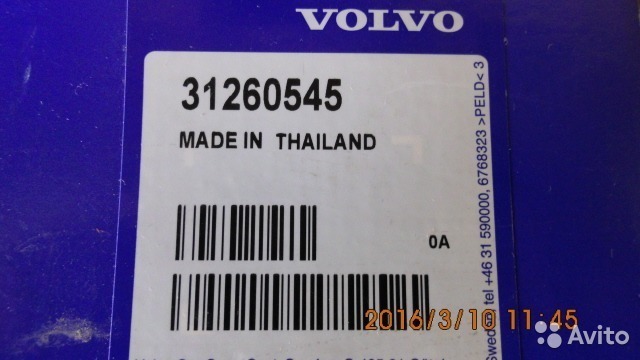 VOLVO
31260545
MADE IN THAILAND
0A
tel +46 31 590000, 6768323 >PELD< 3
2016/3/10 11:45
Avito